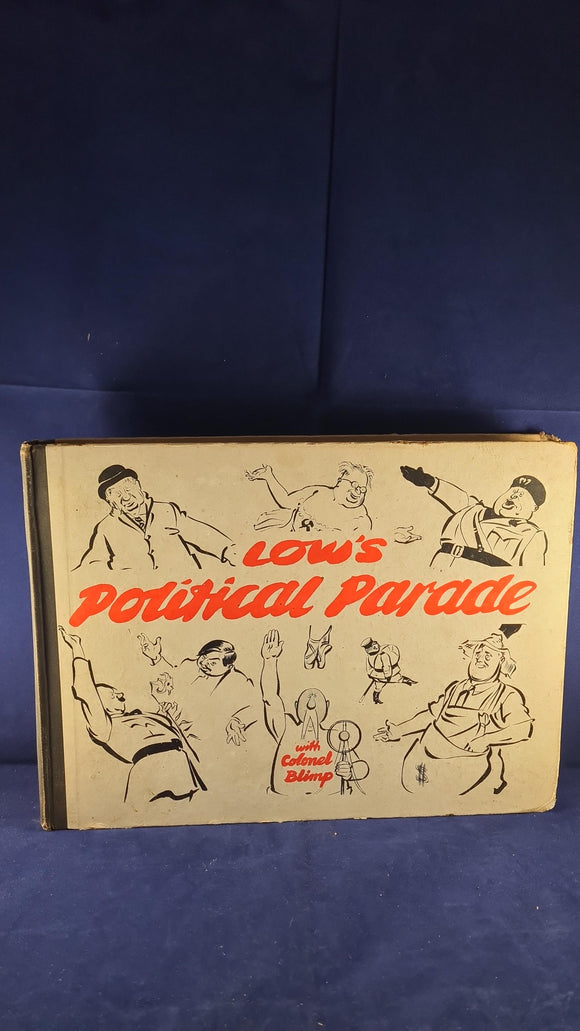 LOW'S
Political Parade
with
Colonel
Blimp
$